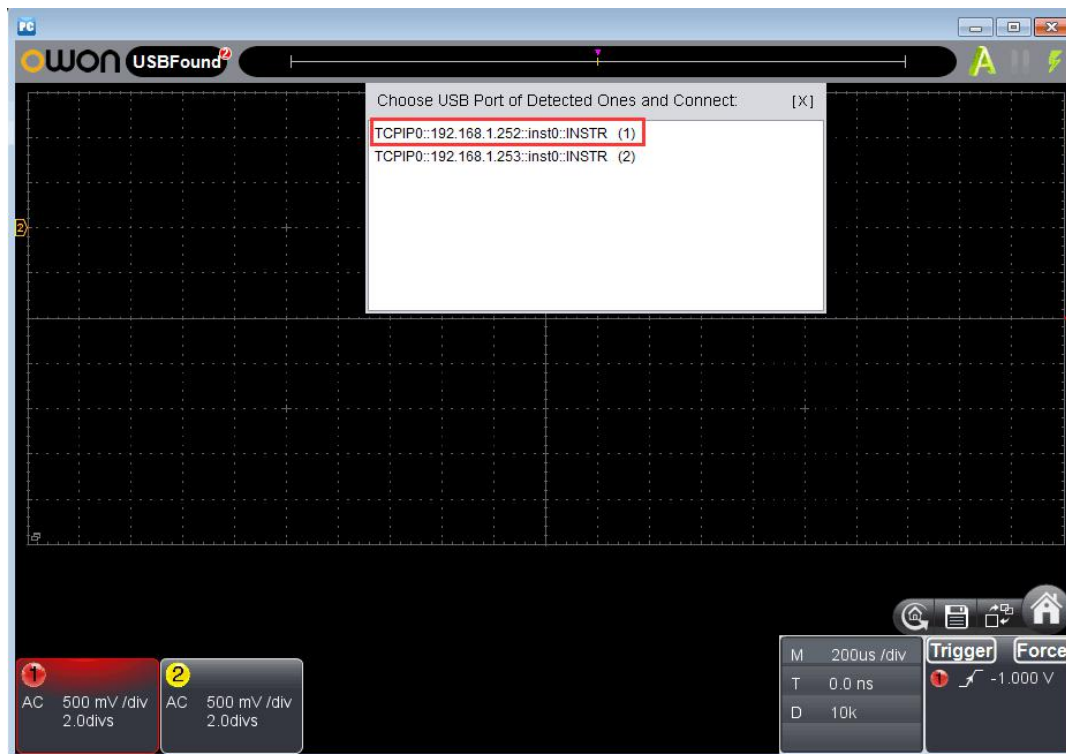 PC
owon USBFound 2
A
Choose USB Port of Detected Ones and Connect: [X]
TCPIP0::192.168.1.252::inst0::INSTR (1)
TCPIP0::192.168.1.253::inst0::INSTR (2)
2
M 200us /div
T 0.0 ns
D 10k
Trigger Force
1 -1.000 V
1
AC 500 mV /div
2.0divs
2
AC 500 mV /div
2.0divs